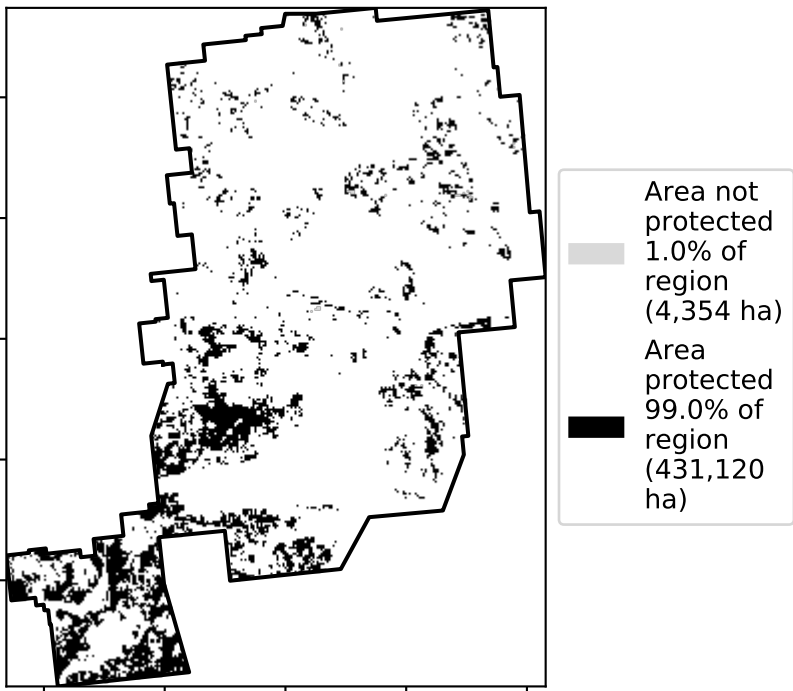 Area not
protected
1.0% of
region
(4,354 ha)
Area
protected
99.0% of
region
(431,120
ha)